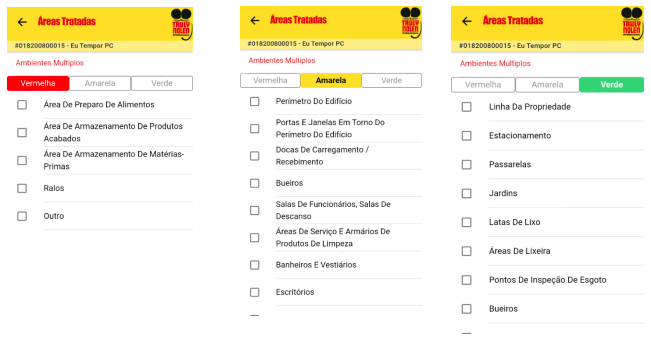 Áreas Tratadas
TRULY
NOLEN
#018200800015 - Eu Tempor PC
Ambientes Multiplos
Vermelha Amarela Verde
Área De Preparo De Alimentos
Área De Armazenamento De Produtos
Acabados
Área De Armazenamento De Matérias-
Primas
Ralos
Outro
Áreas Tratadas
TRULY
NOLEN
#018200800015 - Eu Tempor PC
Ambientes Multiplos
Vermelha Amarela Verde
Perímetro Do Edifício
Portas E Janelas Em Torno Do
Perímetro Do Edifício
Docas De Carregamento /
Recebimento
Bueiros
Salas De Funcionários, Salas De
Descanso
Áreas De Serviço E Armários De
Produtos De Limpeza
Banheiros E Vestiários
Escritórios
Áreas Tratadas
TRULY
NOLEN
#018200800015 - Eu Tempor PC
Ambientes Multiplos
Vermelha Amarela Verde
Linha Da Propriedade
Estacionamento
Passarelas
Jardins
Latas De Lixo
Áreas De Lixeira
Pontos De Inspeção De Esgoto
Bueiros